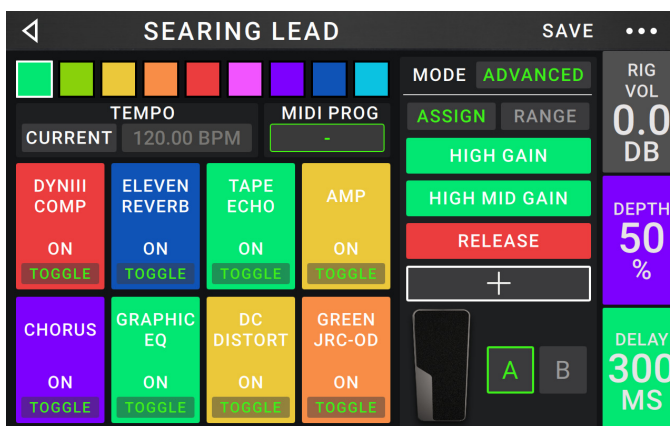 SEARING LEAD
SAVE
TEMPO
CURRENT 120.00 BPM
MIDI PROG
-
DYNIII
COMP
ON
TOGGLE
ELEVEN
REVERB
ON
TOGGLE
TAPE
ECHO
ON
TOGGLE
AMP
ON
TOGGLE
CHORUS
ON
TOGGLE
GRAPHIC
EQ
ON
TOGGLE
DC
DISTORT
ON
TOGGLE
GREEN
JRC-OD
ON
TOGGLE
MODE ADVANCED
ASSIGN RANGE
HIGH GAIN
HIGH MID GAIN
RELEASE
A B
RIG
VOL
0.0
DB
DEPTH
50
%
DELAY
300
MS